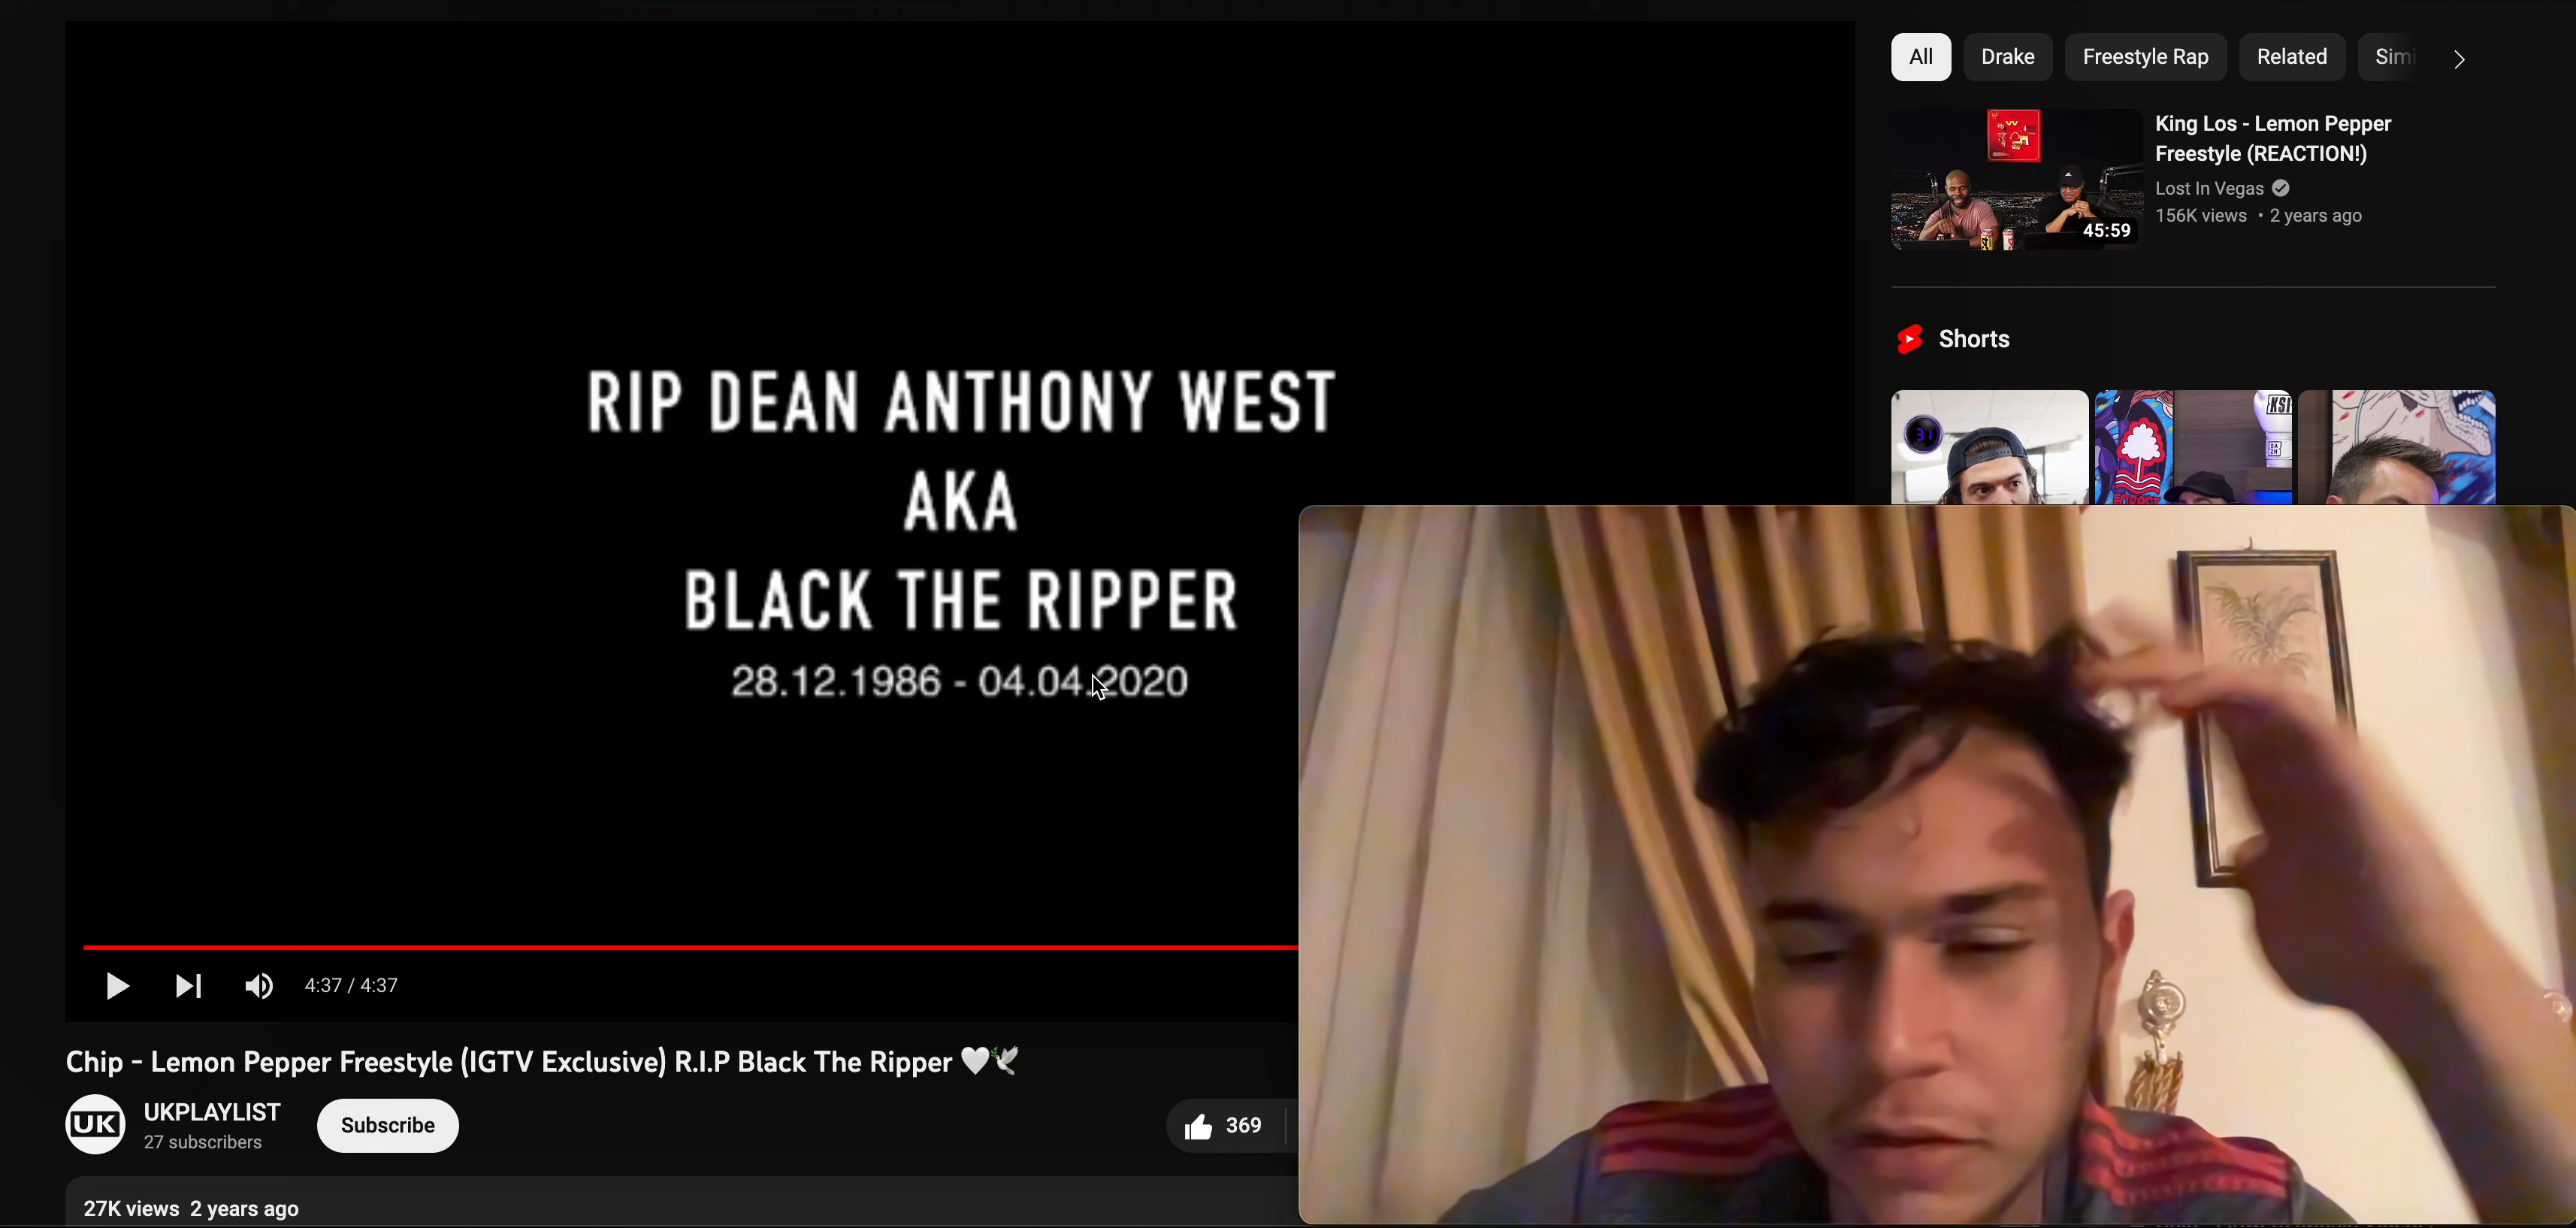 RIP DEAN ANTHONY WEST
AKA
BLACK THE RIPPER
28.12.1986 - 04.04.2020
4:37 / 4:37
Chip - Lemon Pepper Freestyle (IGTV Exclusive) R.I.P Black The Ripper 🤍🕊️
UK
UKPLAYLIST
27 subscribers
Subscribe
369
27K views 2 years ago
All
Drake
Freestyle Rap
Related
Simi
King Los - Lemon Pepper
Freestyle (REACTION!)
Lost In Vegas
156K views • 2 years ago
45:59
Shorts
31
KSI